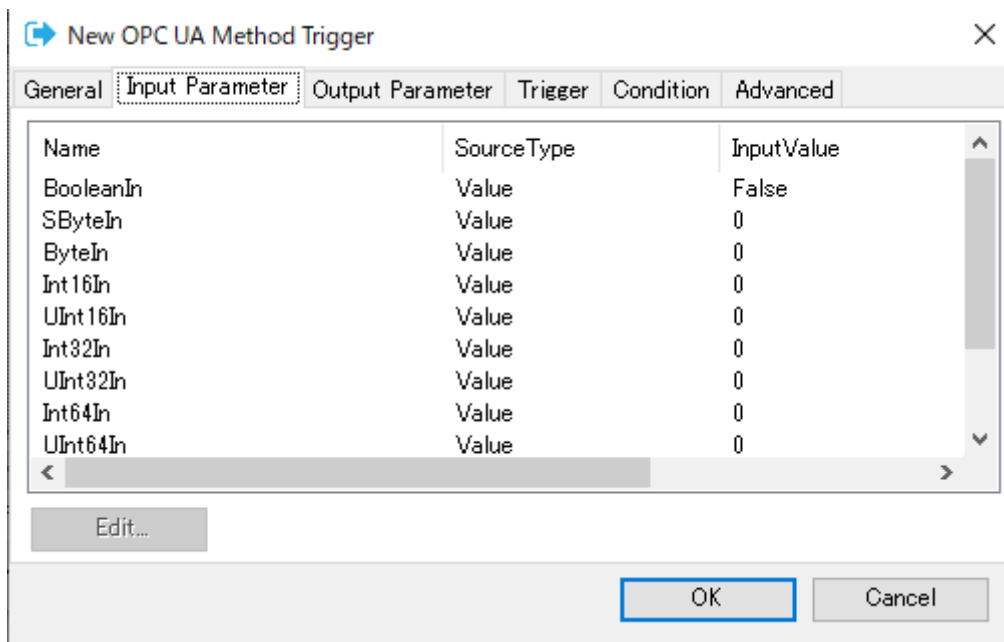 New OPC UA Method Trigger
General Input Parameter Output Parameter Trigger Condition Advanced
Name SourceType InputValue
BooleanIn Value False
SByteIn Value 0
ByteIn Value 0
Int16In Value 0
UInt16In Value 0
Int32In Value 0
UInt32In Value 0
Int64In Value 0
UInt64In Value 0
Edit...
OK Cancel